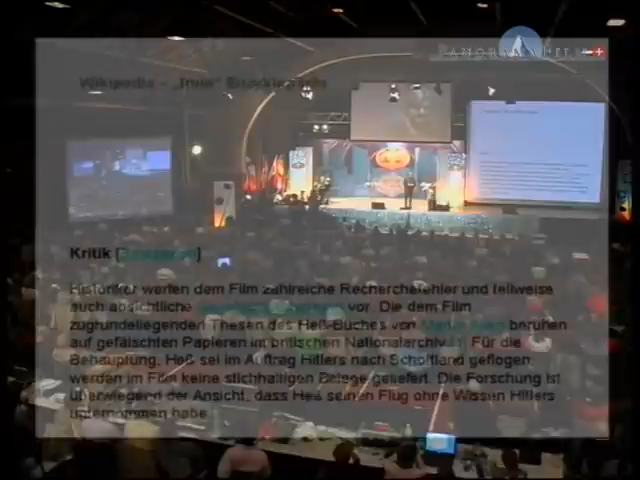 Wikipedia - „freie" Enzyklopädie
Kritik [
Historiker werfen dem Film zahlreiche Recherchefehler und teilweise
auch absichtliche vor. Die dem Film
zugrundeliegenden Thesen des Heß-Buches von Martin Allen beruhen
auf gefälschten Papieren im britischen Nationalarchiv. Für die
Behauptung, Heß sei im Auftrag Hitlers nach Schottland geflogen,
werden im Film keine stichhaltigen Belege geliefert. Die Forschung ist
überwiegend der Ansicht, dass Heß seinen Flug ohne Wissen Hitlers
unternommen habe